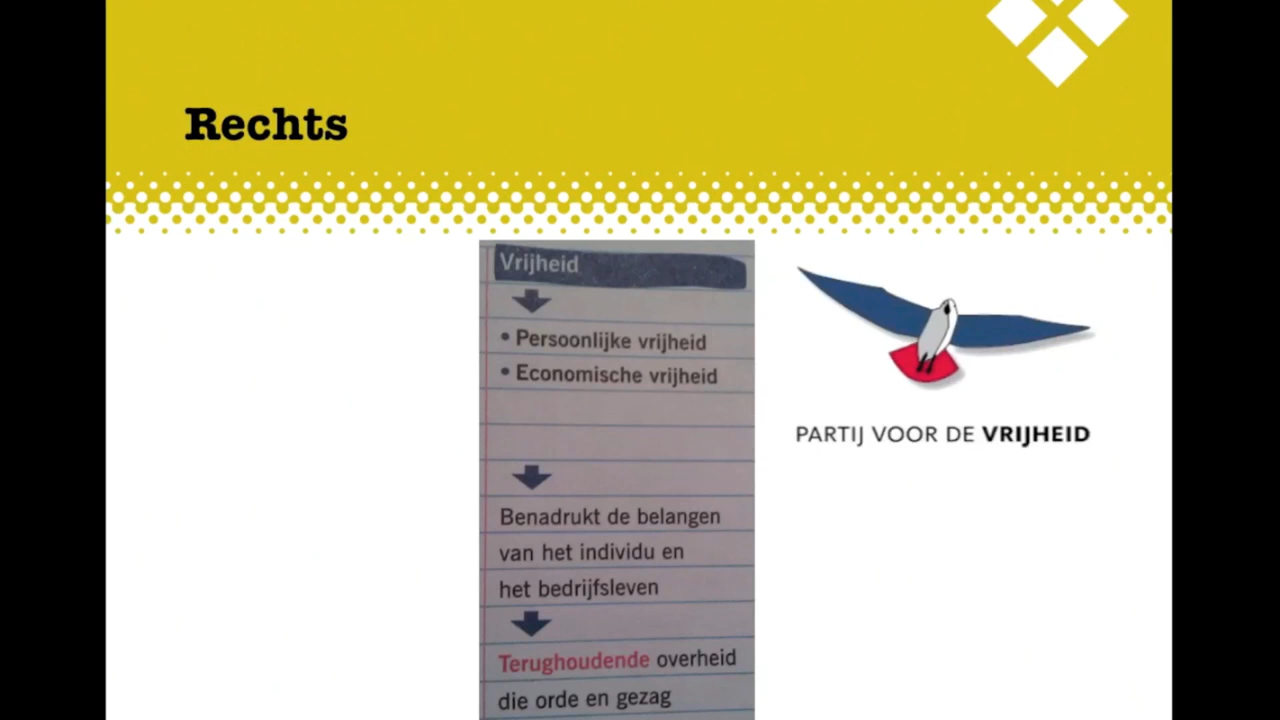 Rechts
Vrijheid
• Persoonlijke vrijheid
• Economische vrijheid
Benadrukt de belangen
van het individu en
het bedrijfsleven
Terughoudende overheid
die orde en gezag
PARTIJ VOOR DE VRIJHEID